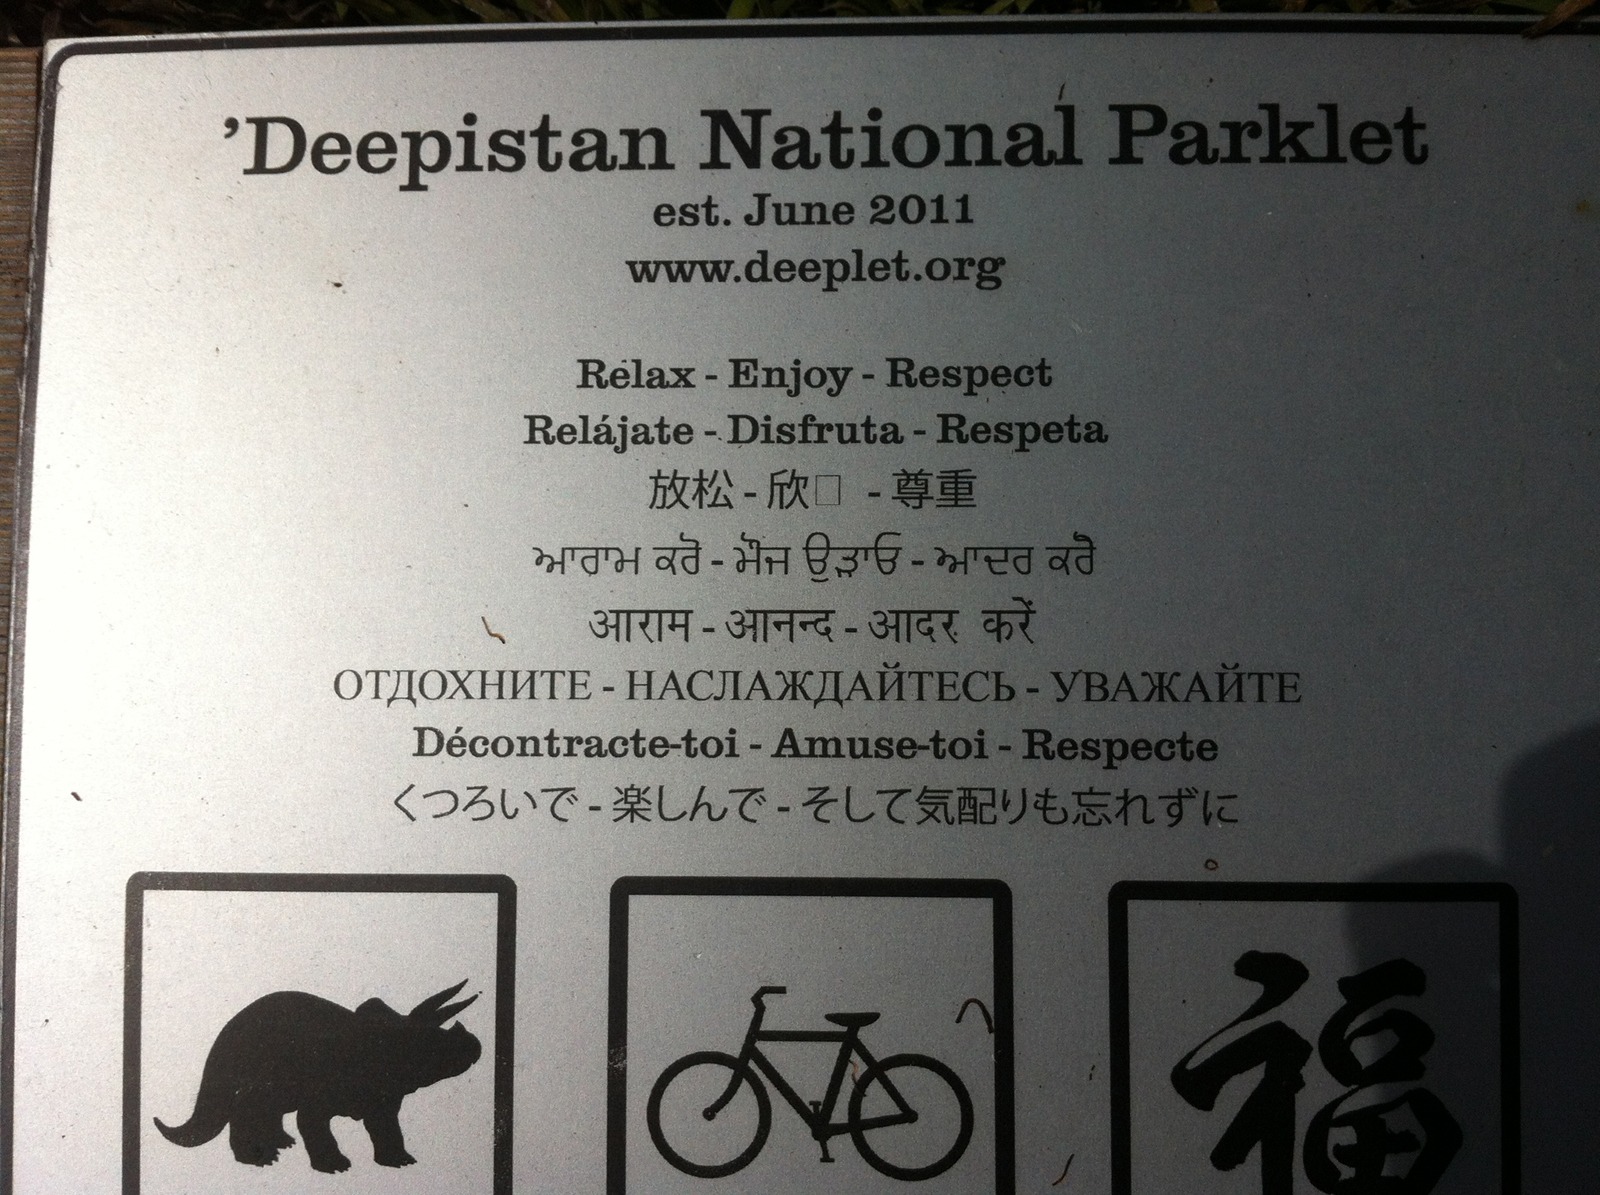 ’Deepistan National Parklet
est. June 2011
www.deeplet.org
Relax - Enjoy - Respect
Relájate - Disfruta - Respeta
放松 - 欣□ - 尊重
ਆਰਾਮ ਕਰੋ - ਮੌਜ ਉੜਾਓ - ਆਦਰ ਕਰੋ
आराम - आनन्द - आदर करें
ОТДОХНИТЕ - НАСЛАЖДАЙТЕСЬ - УВАЖАЙТЕ
Décontracte-toi - Amuse-toi - Respecte
くつろいで - 楽しんで - そして気配りも忘れずに
福